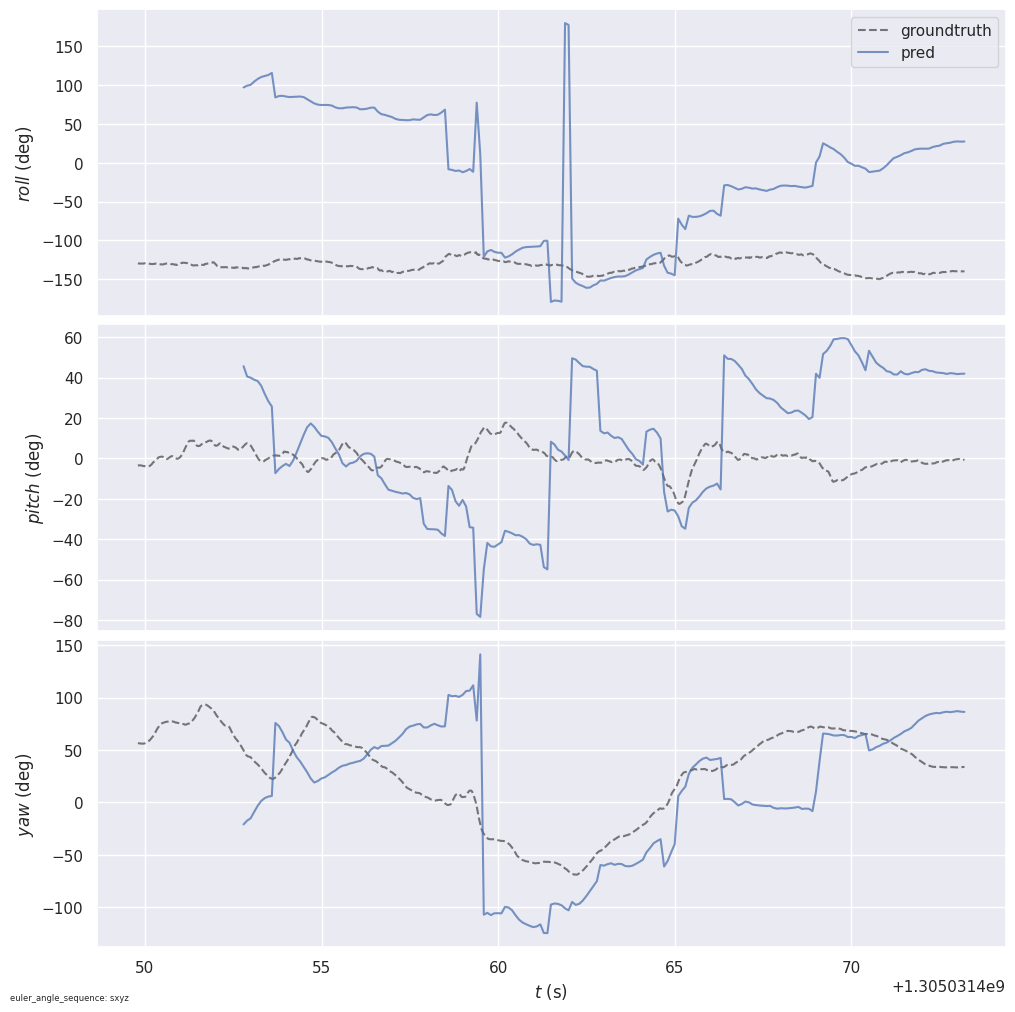 groundtruth
pred
150
100
50
0
−50
−100
−150
roll (deg)
60
40
20
0
−20
−40
−60
−80
pitch (deg)
150
100
50
0
−50
−100
yaw (deg)
50 55 60 65 70
+1.3050314e9
t (s)
euler_angle_sequence: sxyz